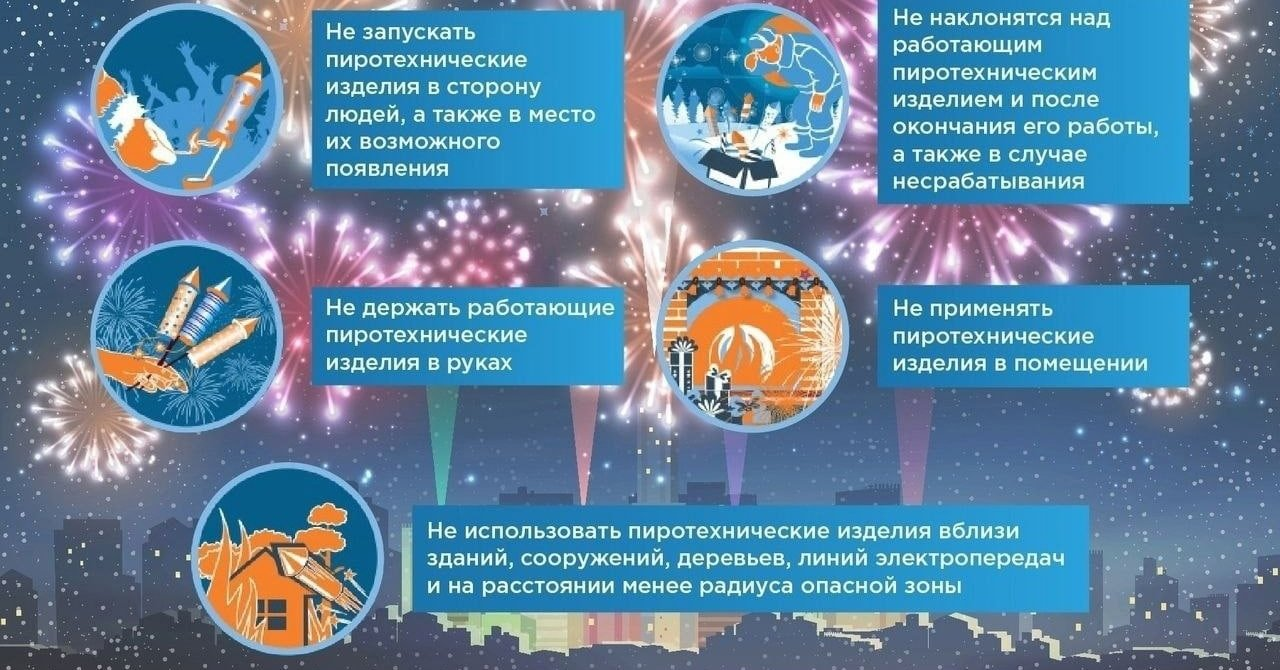 Не запускать
пиротехнические
изделия в сторону
людей, а также в место
их возможного
появления
Не наклонятся над
работающим
пиротехническим
изделием и после
окончания его работы,
а также в случае
несрабатывания
Не держать работающие
пиротехнические
изделия в руках
Не применять
пиротехнические
изделия в помещении
Не использовать пиротехнические изделия вблизи
зданий, сооружений, деревьев, линий электропередач
и на расстоянии менее радиуса опасной зоны